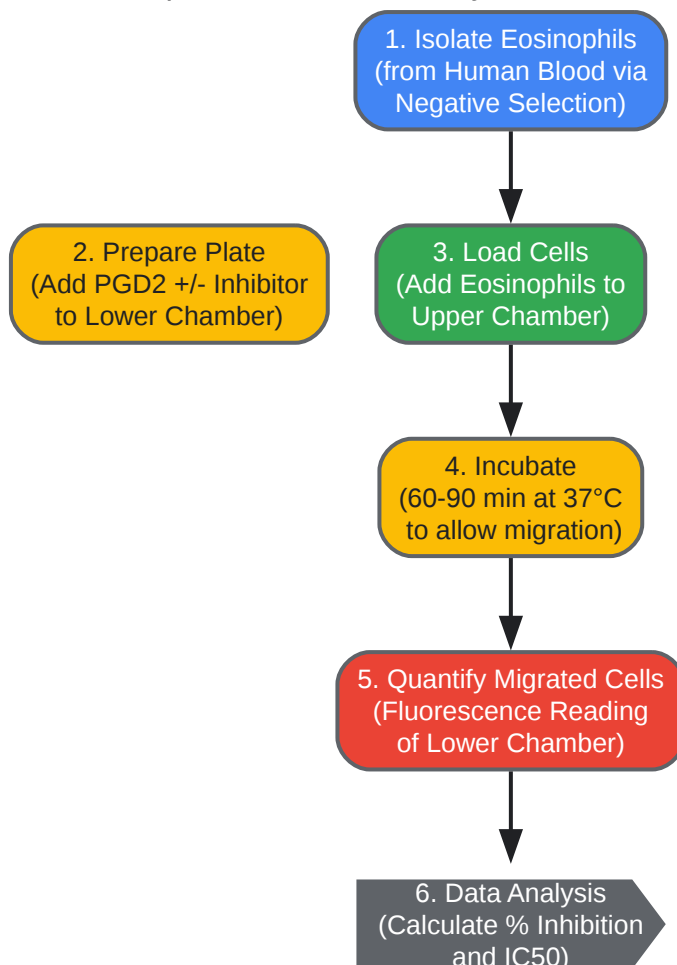 1. Isolate Eosinophils
(from Human Blood via
Negative Selection)
2. Prepare Plate
(Add PGD2 +/- Inhibitor
to Lower Chamber)
3. Load Cells
(Add Eosinophils to
Upper Chamber)
4. Incubate
(60-90 min at 37°C
to allow migration)
5. Quantify Migrated Cells
(Fluorescence Reading
of Lower Chamber)
6. Data Analysis
(Calculate % Inhibition
and IC50)